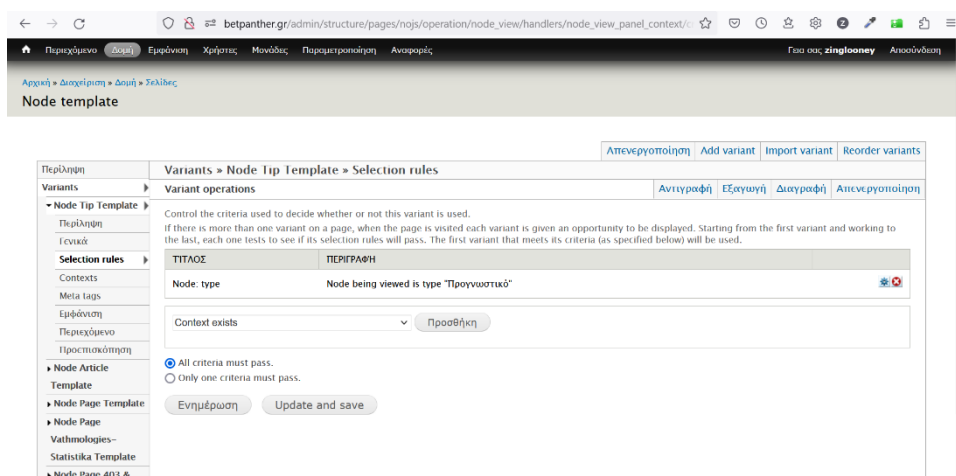 betpanther.gr/admin/structure/pages/nojs/operation/node_view/handlers/node_view_panel_context/
Περιεχόμενο Δομή Εμφάνιση Χρήστες Μονάδες Παραμετροποίηση Αναφορές Γεια σας zinglooney Αποσύνδεση
Αρχική » Διαχείριση » Δομή » Σελίδες
Node template
Απενεργοποίηση Add variant Import variant Reorder variants
Περίληψη
Variants
Node Tip Template
Περίληψη
Γενικά
Selection rules
Contexts
Meta tags
Εμφάνιση
Περιεχόμενο
Προεπισκόπηση
Node Article
Template
Node Page Template
Node Page
Vathmologies-
Statistika Template
Node Page 403 &
Variants » Node Tip Template » Selection rules
Variant operations Αντιγραφή Εξαγωγή Διαγραφή Απενεργοποίηση
Control the criteria used to decide whether or not this variant is used.
If there is more than one variant on a page, when the page is visited each variant is given an opportunity to be displayed. Starting from the first variant and working to
the last, each one tests to see if its selection rules will pass. The first variant that meets its criteria (as specified below) will be used.
ΤΙΤΛΟΣ ΠΕΡΙΓΡΑΦΉ
Node: type Node being viewed is type "Προγνωστικό"
Context exists Προσθήκη
All criteria must pass.
Only one criteria must pass.
Ενημέρωση Update and save